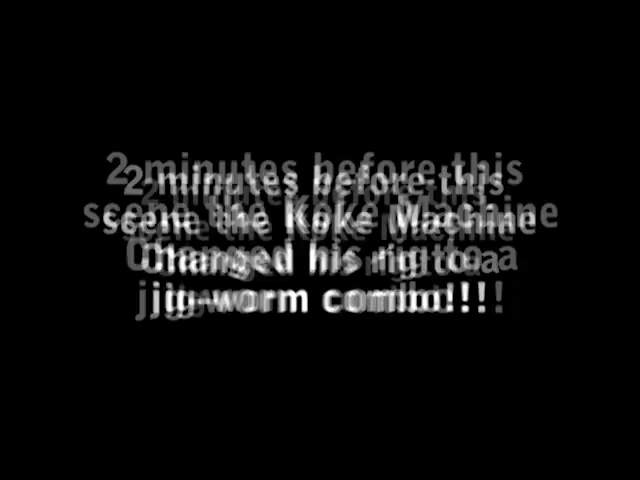 2 minutes before this
scene the Koke Machine
Changed his rig to a
jig-worm combo!!!!